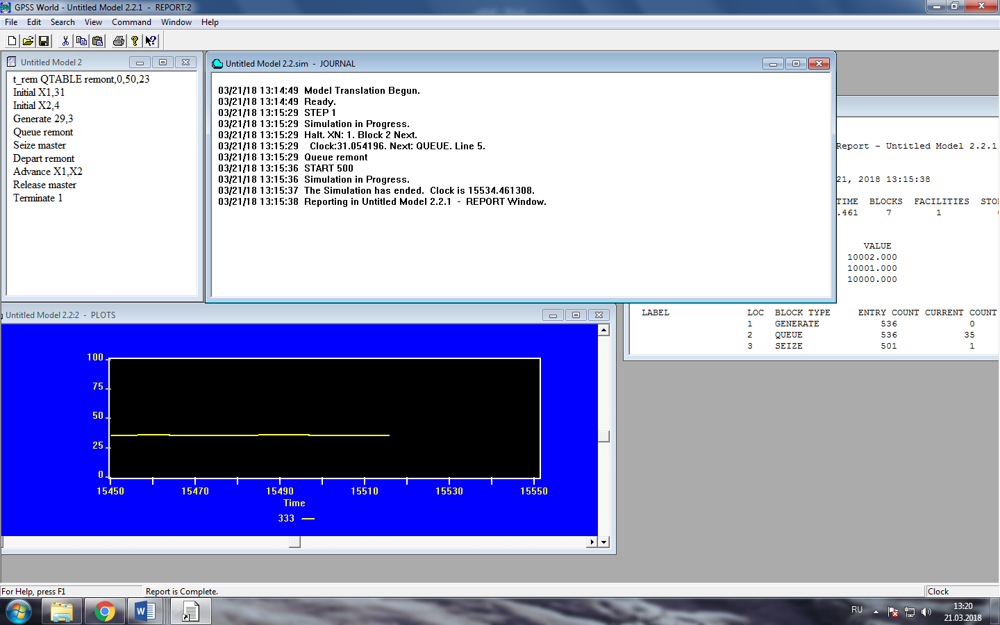 GPSS World - Untitled Model 2.2.1 - REPORT:2
File Edit Search View Command Window Help
Untitled Model 2
t_rem QTABLE remont,0,50,23
Initial X1,31
Initial X2,4
Generate 29,3
Queue remont
Seize master
Depart remont
Advance X1,X2
Release master
Terminate 1
Untitled Model 2.2.sim - JOURNAL
03/21/18 13:14:49 Model Translation Begun.
03/21/18 13:14:49 Ready.
03/21/18 13:15:29 STEP 1
03/21/18 13:15:29 Simulation in Progress.
03/21/18 13:15:29 Halt. XN: 1. Block 2 Next.
03/21/18 13:15:29 Clock:31.054196. Next: QUEUE. Line 5.
03/21/18 13:15:29 Queue remont
03/21/18 13:15:36 START 500
03/21/18 13:15:36 Simulation in Progress.
03/21/18 13:15:37 The Simulation has ended. Clock is 15534.461308.
03/21/18 13:15:38 Reporting in Untitled Model 2.2.1 - REPORT Window.
Report - Untitled Model 2.2.1
21, 2018 13:15:38
TIME BLOCKS FACILITIES STO
.461 7 1
VALUE
10002.000
10001.000
10000.000
LABEL LOC BLOCK TYPE ENTRY COUNT CURRENT COUNT
1 GENERATE 536 0
2 QUEUE 536 35
3 SEIZE 501 1
Untitled Model 2.2:2 - PLOTS
100
75
50
25
0
15450 15470 15490 15510 15530 15550
Time
333
For Help, press F1 Report is Complete. Clock
RU 13:20
21.03.2018